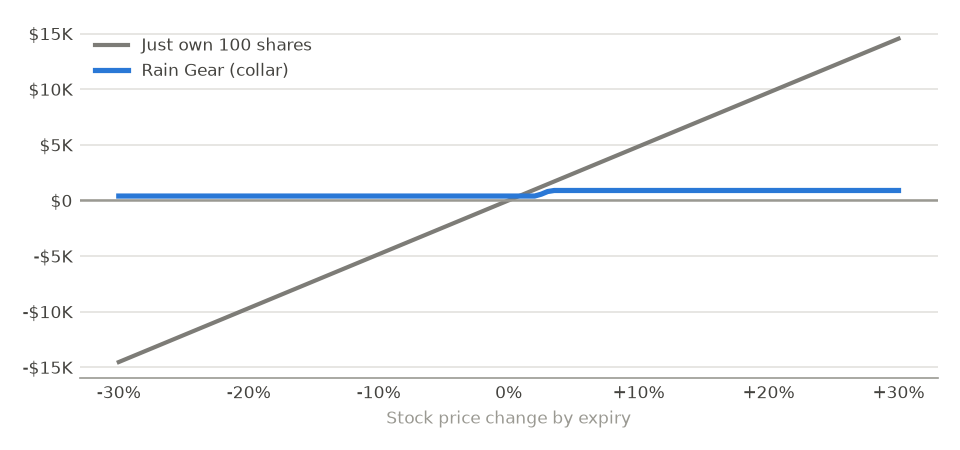 $15K
Just own 100 shares
Rain Gear (collar)
$10K
$5K
$0
-$5K
-$10K
-$15K
-30% -20% -10% 0% +10% +20% +30%
Stock price change by expiry